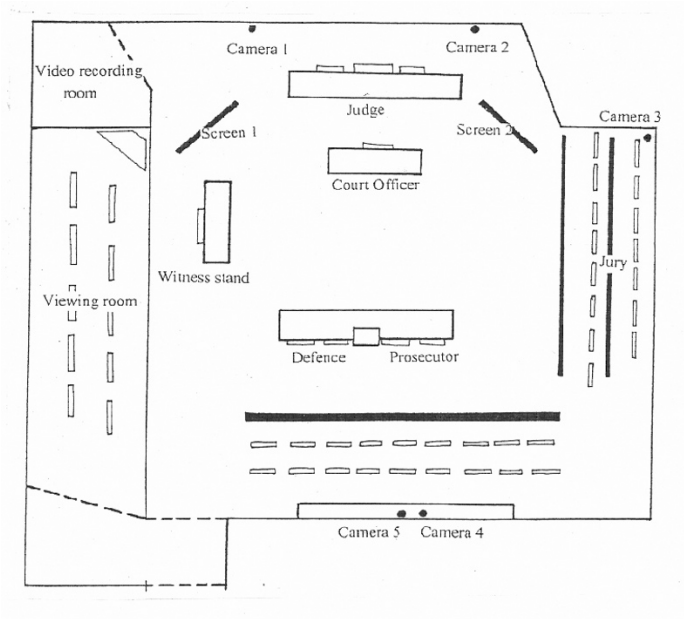 Camera 1
Camera 2
Video recording
room
Judge
Camera 3
Screen 1
Screen 2
Court Officer
Jury
Witness stand
Viewing room
Defence
Prosecutor
Camera 5
Camera 4